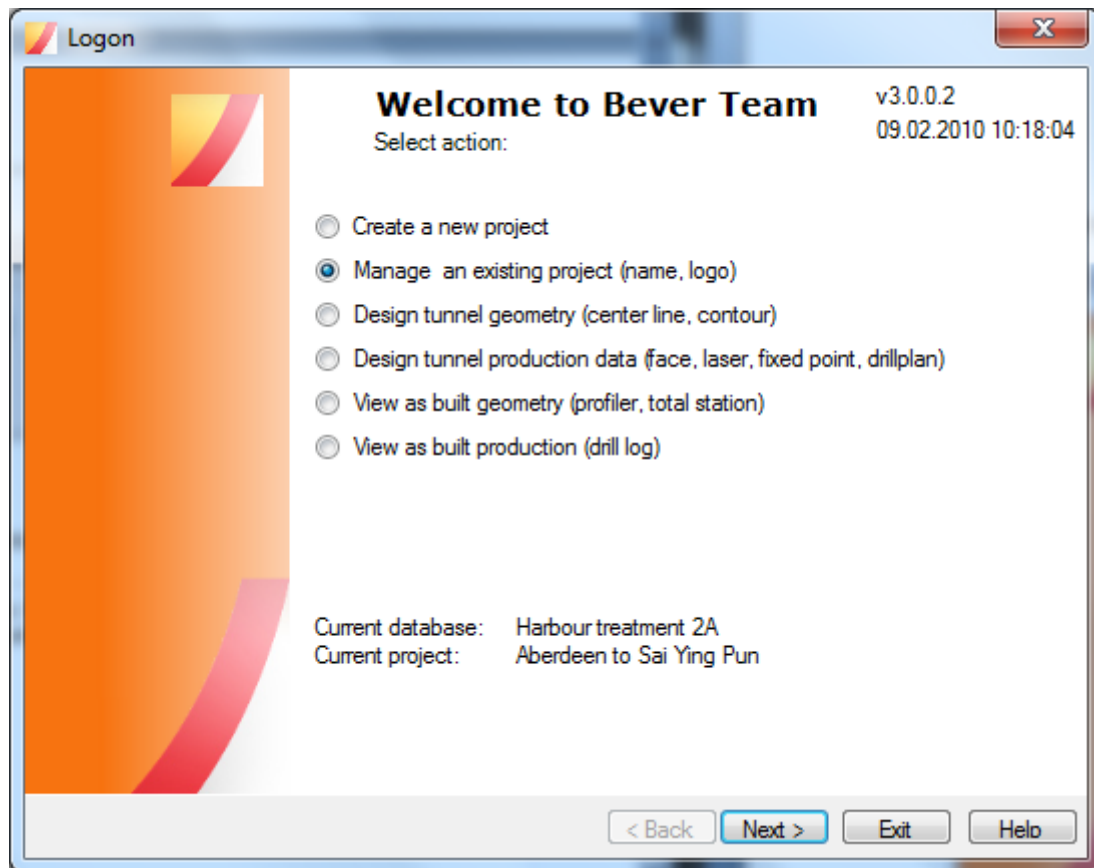 Logon
Welcome to Bever Team
v3.0.0.2
Select action:
09.02.2010 10:18:04
Create a new project
Manage  an existing project (name, logo)
Design tunnel geometry (center line, contour)
Design tunnel production data (face, laser, fixed point, drillplan)
View as built geometry (profiler, total station)
View as built production (drill log)
Current database: Harbour treatment 2A
Current project: Aberdeen to Sai Ying Pun
< Back Next > Exit Help